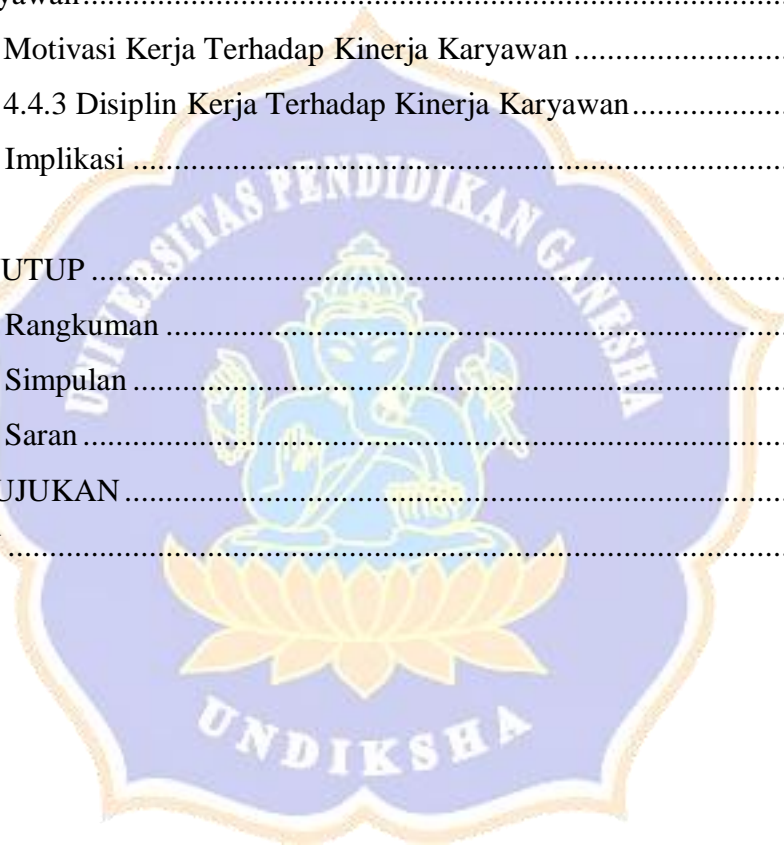 yawan........................................................................
Motivasi Kerja Terhadap Kinerja Karyawan........................
4.4.3 Disiplin Kerja Terhadap Kinerja Karyawan..................
Implikasi........................................................................
UTUP........................................................................
Rangkuman........................................................................
Simpulan........................................................................
Saran........................................................................
UJUKAN........................................................................
........................................................................
UNIVERSITAS PENDIDIKAN GANESHA
UNDIKSHA